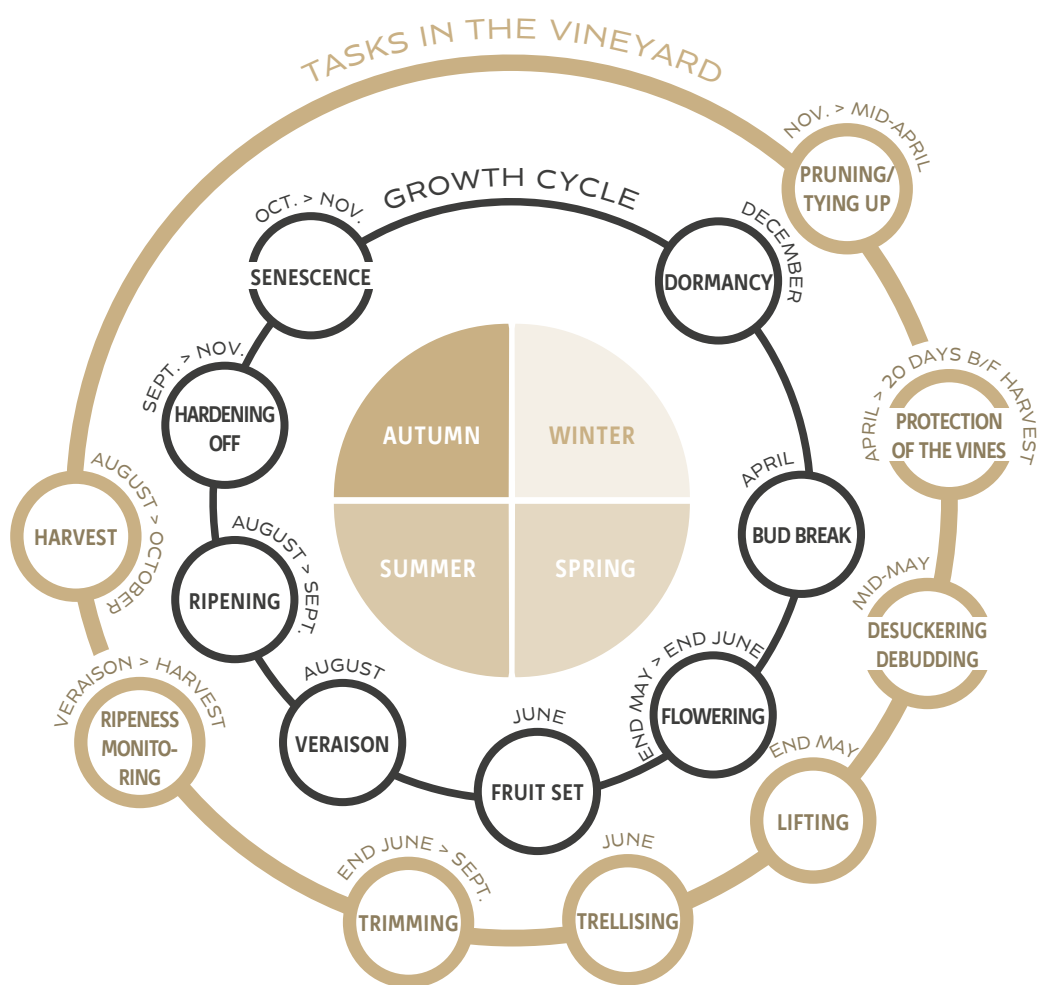 TASKS IN THE VINEYARD
NOV. > MID-APRIL
PRUNING/
TYING UP
APRIL > 20 DAYS B/F HARVEST
PROTECTION
OF THE VINES
MID-MAY
DESUCKERING
DEBUDDING
END MAY
LIFTING
JUNE
TRELLISING
END JUNE > SEPT.
TRIMMING
VERAISON > HARVEST
RIPENESS
MONITO-
RING
AUGUST > OCTOBER
HARVEST
GROWTH CYCLE
DECEMBER
DORMANCY
APRIL
BUD BREAK
END MAY > END JUNE
FLOWERING
JUNE
FRUIT SET
AUGUST
VERAISON
AUGUST > SEPT.
RIPENING
SEPT. > NOV.
HARDENING
OFF
OCT. > NOV.
SENESCENCE
AUTUMN
WINTER
SUMMER
SPRING